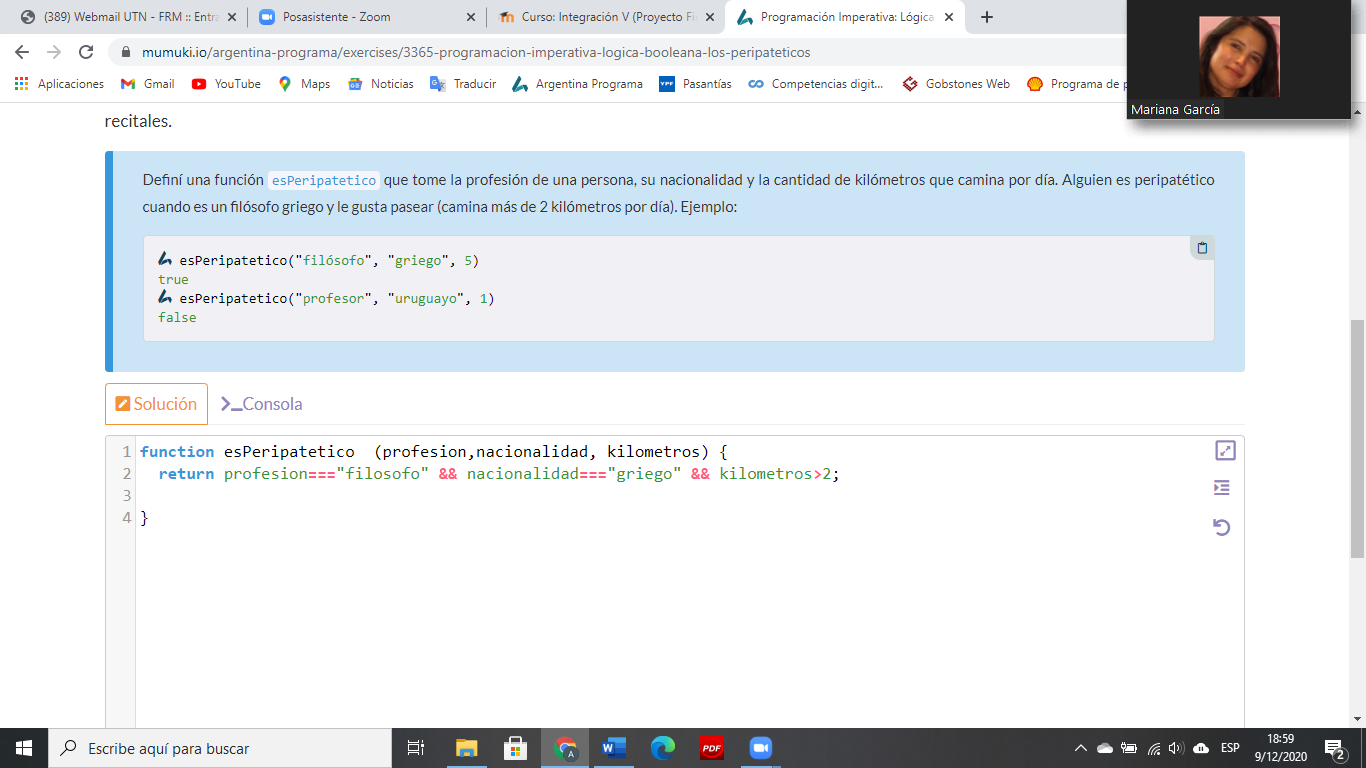 (389) Webmail UTN - FRM :: Entra
Posasistente - Zoom
Curso: Integración V (Proyecto Fi
Programación Imperativa: Lógica
mumuki.io/argentina-programa/exercises/3365-programacion-imperativa-logica-booleana-los-peripateticos
Aplicaciones
Gmail
YouTube
Maps
Noticias
Traducir
Argentina Programa
YPF
Pasantías
Competencias digit...
Gobstones Web
Programa de p
Mariana García
recitales.
Definí una función esPeripatetico que tome la profesión de una persona, su nacionalidad y la cantidad de kilómetros que camina por día. Alguien es peripatético
cuando es un filósofo griego y le gusta pasear (camina más de 2 kilómetros por día). Ejemplo:
esPeripatetico("filósofo", "griego", 5)
true
esPeripatetico("profesor", "uruguayo", 1)
false
Solución
Consola
1 function esPeripatetico  (profesion,nacionalidad, kilometros) {
2   return profesion==="filosofo" && nacionalidad==="griego" && kilometros>2;
3
4 }
Escribe aquí para buscar
A
W
PDF
ESP
18:59
9/12/2020
2